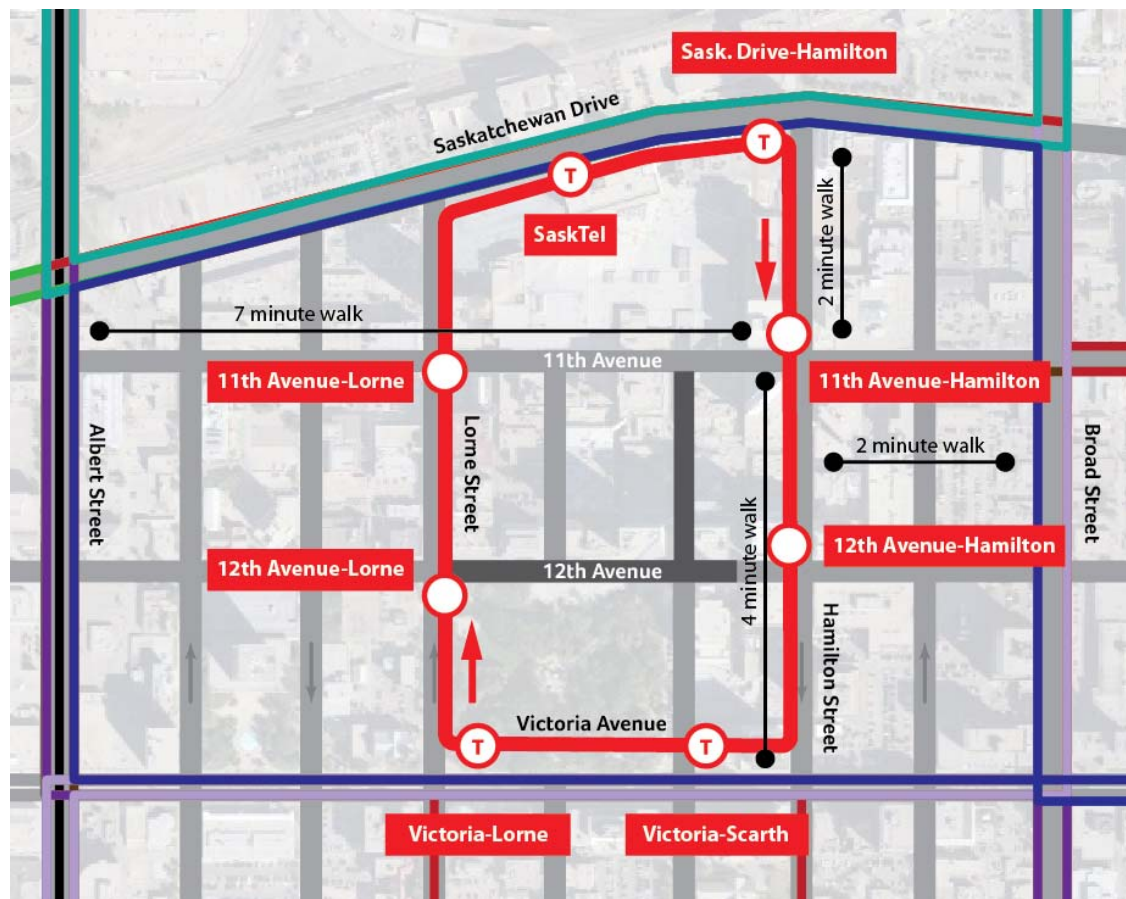 Sask. Drive-Hamilton
Saskatchewan Drive
T
T
SaskTel
2 minute walk
7 minute walk
11th Avenue
11th Avenue-Lorne
11th Avenue-Hamilton
Albert Street
Lorne Street
2 minute walk
Broad Street
4 minute walk
12th Avenue-Hamilton
12th Avenue-Lorne
12th Avenue
Hamilton Street
Victoria Avenue
T
T
Victoria-Lorne
Victoria-Scarth